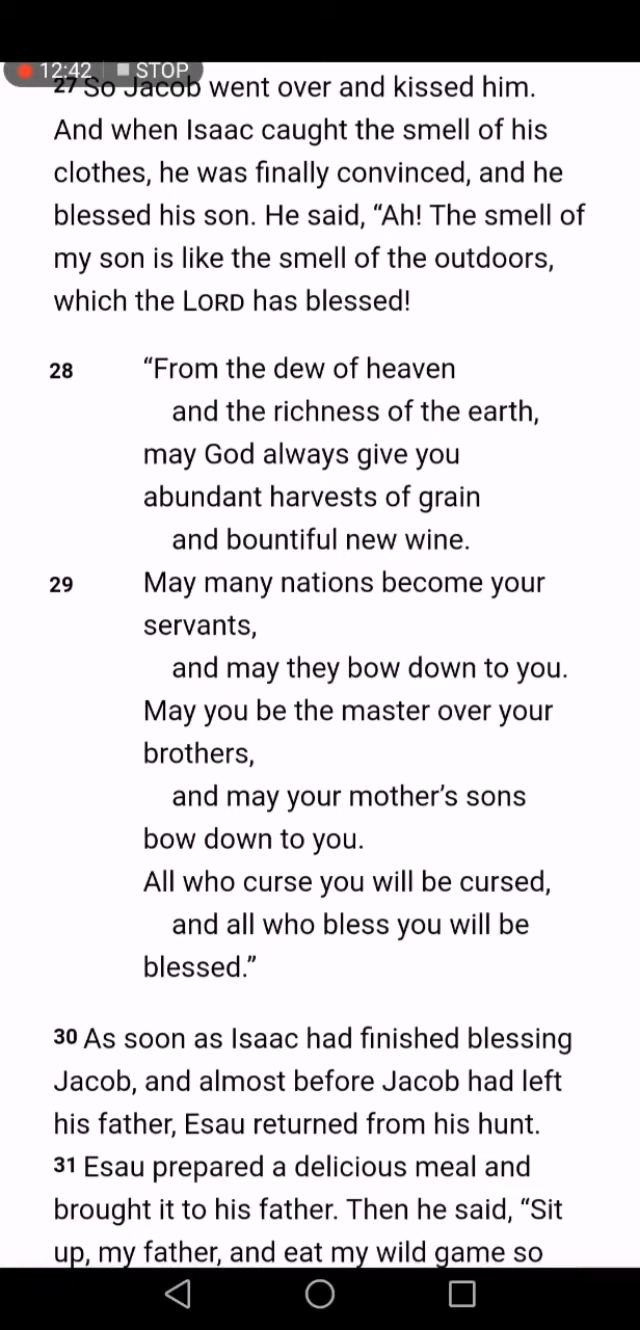 12:42 STOP
27 So Jacob went over and kissed him.
And when Isaac caught the smell of his
clothes, he was finally convinced, and he
blessed his son. He said, “Ah! The smell of
my son is like the smell of the outdoors,
which the LORD has blessed!
28 “From the dew of heaven
and the richness of the earth,
may God always give you
abundant harvests of grain
and bountiful new wine.
29 May many nations become your
servants,
and may they bow down to you.
May you be the master over your
brothers,
and may your mother’s sons
bow down to you.
All who curse you will be cursed,
and all who bless you will be
blessed.”
30 As soon as Isaac had finished blessing
Jacob, and almost before Jacob had left
his father, Esau returned from his hunt.
31 Esau prepared a delicious meal and
brought it to his father. Then he said, “Sit
up, my father, and eat my wild game so